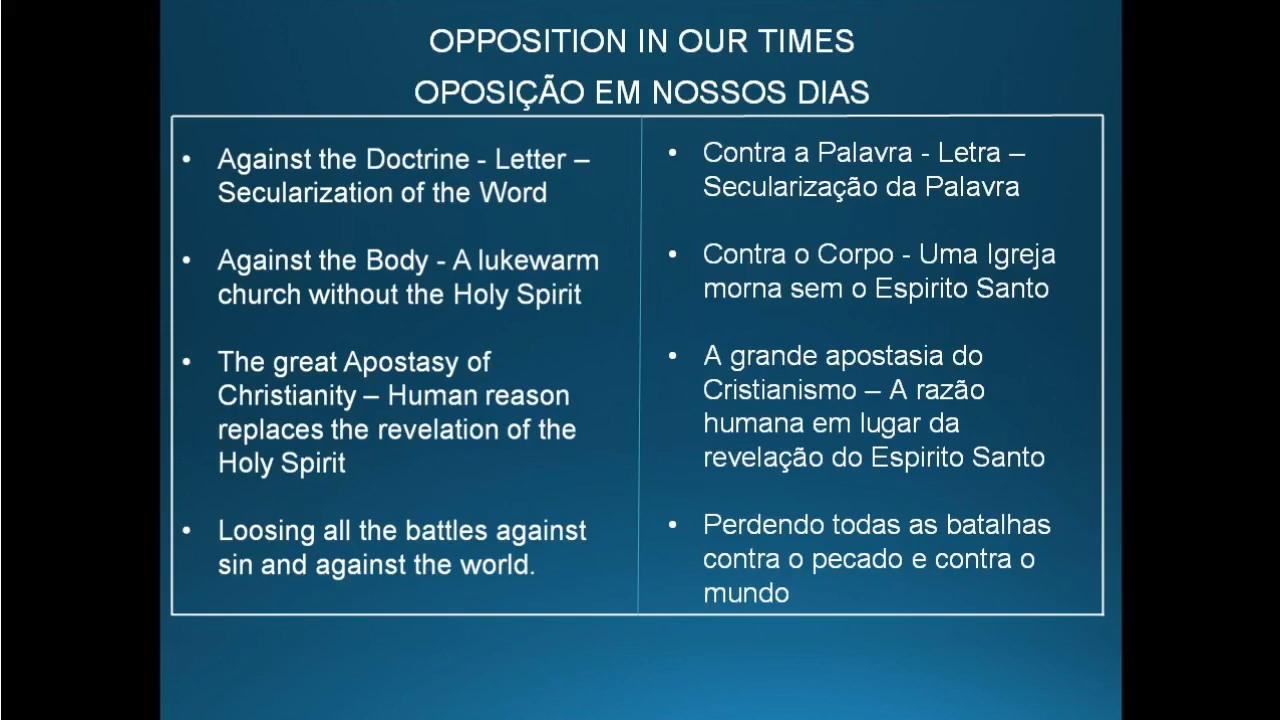 OPPOSITION IN OUR TIMES
OPOSIÇÃO EM NOSSOS DIAS
• Against the Doctrine - Letter –
Secularization of the Word
• Against the Body - A lukewarm
church without the Holy Spirit
• The great Apostasy of
Christianity – Human reason
replaces the revelation of the
Holy Spirit
• Loosing all the battles against
sin and against the world.
• Contra a Palavra - Letra –
Secularização da Palavra
• Contra o Corpo - Uma Igreja
morna sem o Espirito Santo
• A grande apostasia do
Cristianismo – A razão
humana em lugar da
revelação do Espirito Santo
• Perdendo todas as batalhas
contra o pecado e contra o
mundo